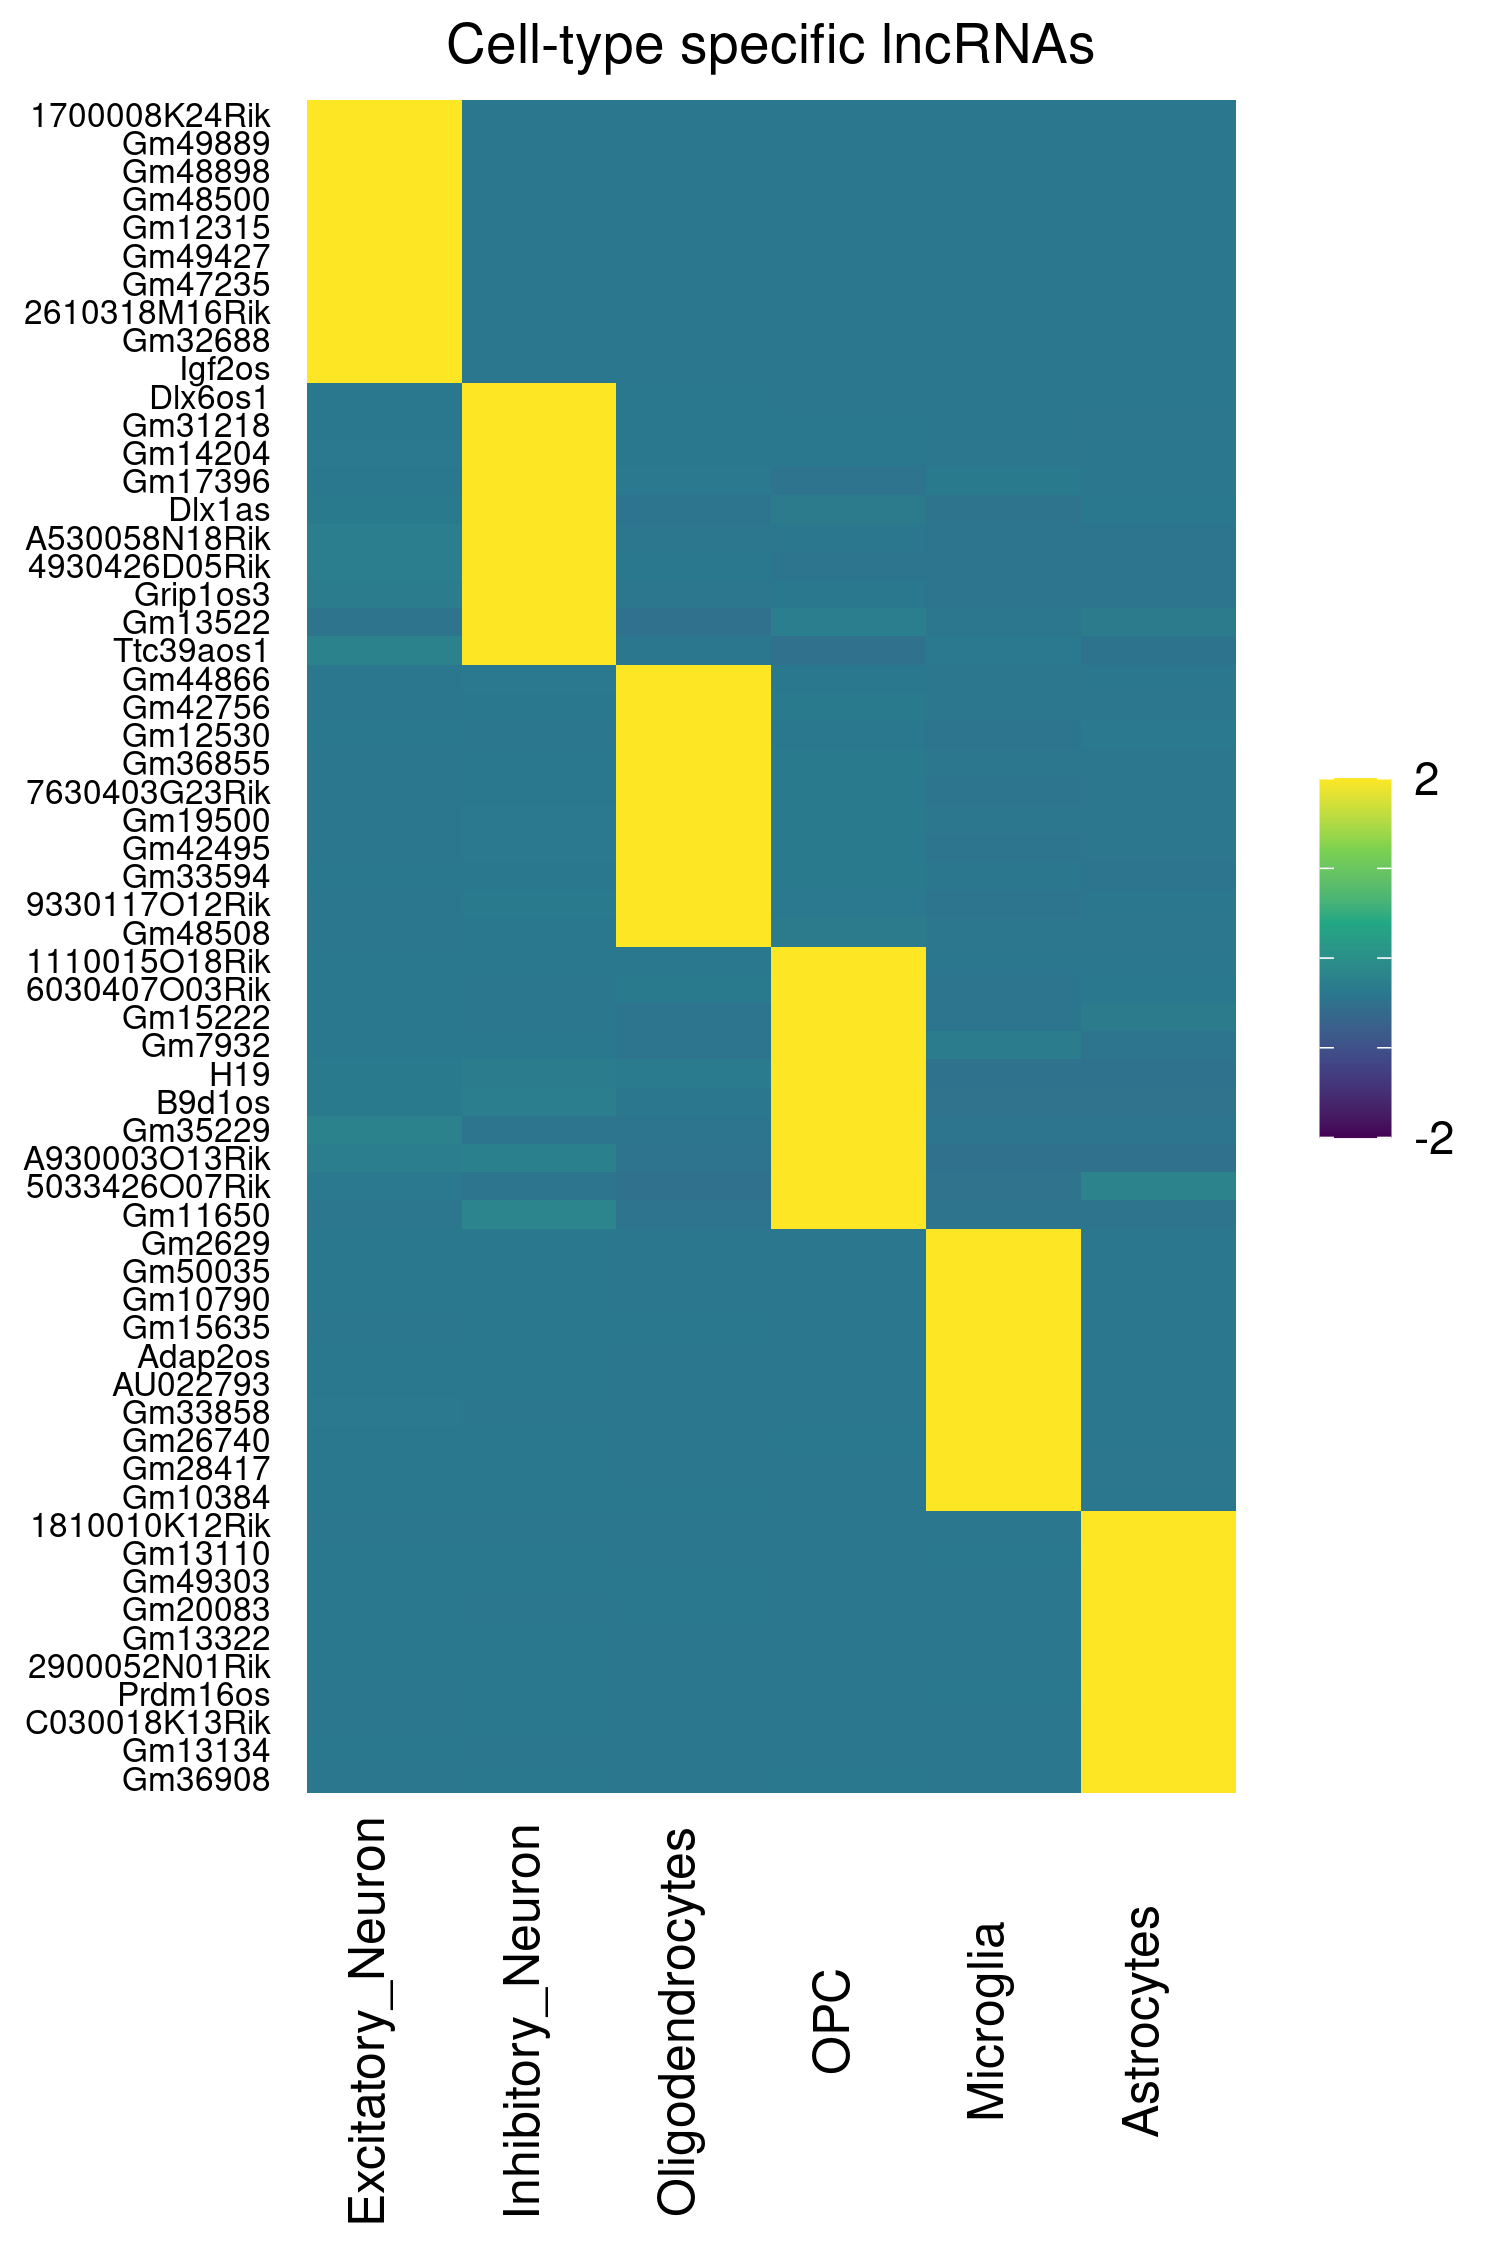 Cell-type specific lncRNAs
1700008K24Rik
Gm49889
Gm48898
Gm48500
Gm12315
Gm49427
Gm47235
2610318M16Rik
Gm32688
Igf2os
Dlx6os1
Gm31218
Gm14204
Gm17396
Dlx1as
A530058N18Rik
4930426D05Rik
Grip1os3
Gm13522
Ttc39aos1
Gm44866
Gm42756
Gm12530
Gm36855
7630403G23Rik
Gm19500
Gm42495
Gm33594
9330117O12Rik
Gm48508
1110015O18Rik
6030407O03Rik
Gm15222
Gm7932
H19
B9d1os
Gm35229
A930003O13Rik
5033426O07Rik
Gm11650
Gm2629
Gm50035
Gm10790
Gm15635
Adap2os
AU022793
Gm33858
Gm26740
Gm28417
Gm10384
1810010K12Rik
Gm13110
Gm49303
Gm20083
Gm13322
2900052N01Rik
Prdm16os
C030018K13Rik
Gm13134
Gm36908
2
-2
Excitatory_Neuron
Inhibitory_Neuron
Oligodendrocytes
OPC
Microglia
Astrocytes